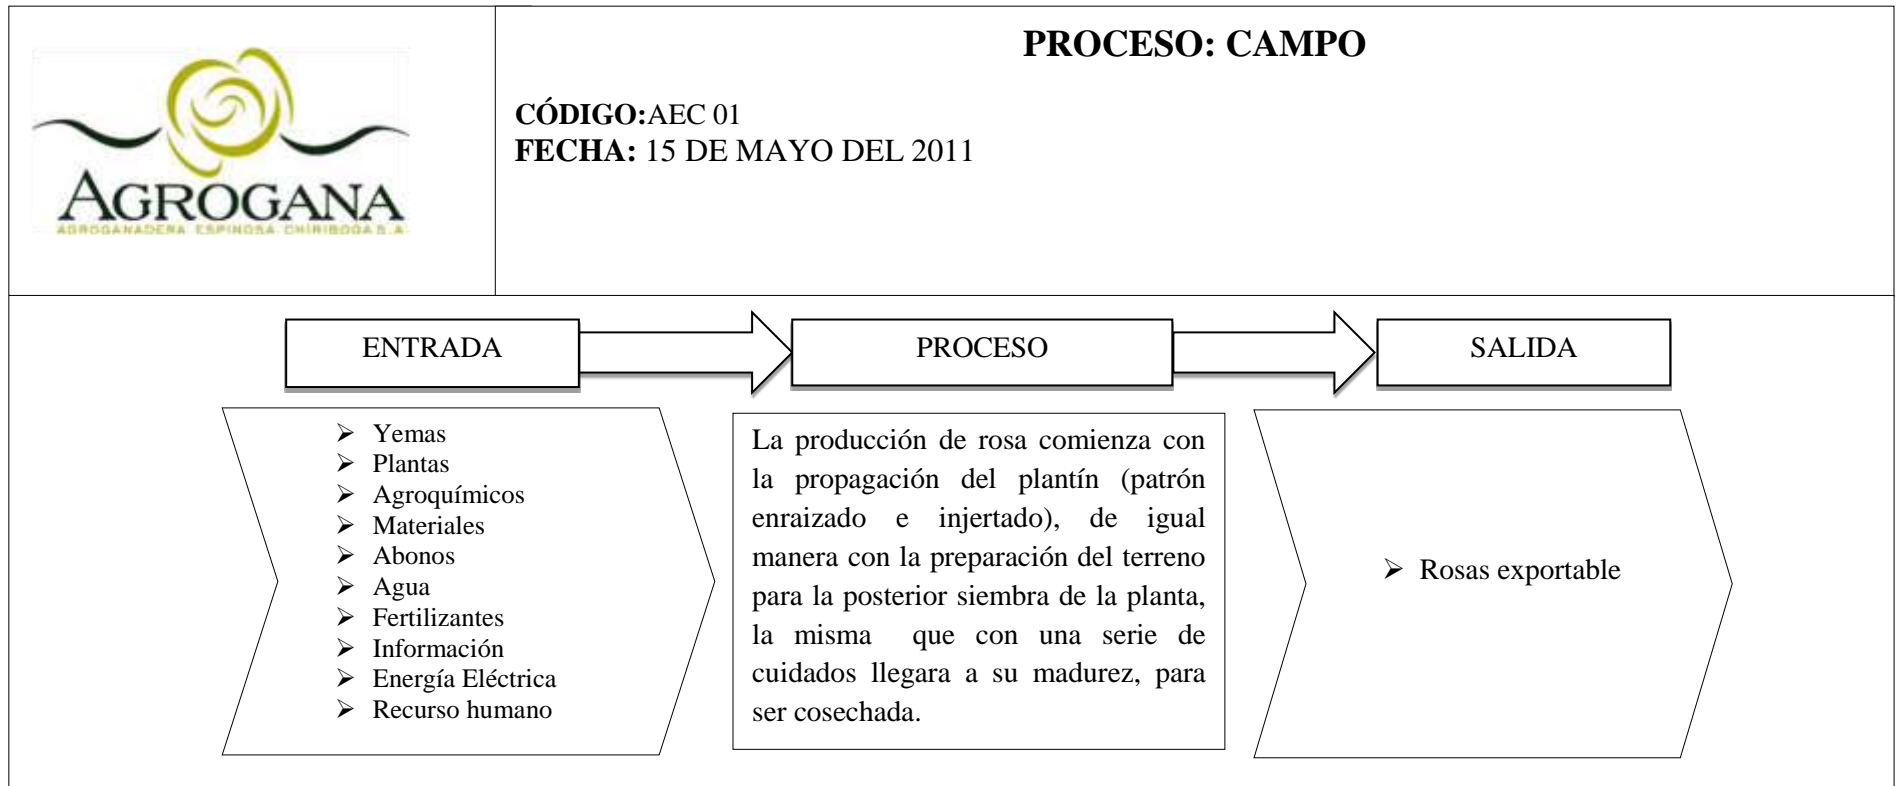 AGROGANA
AGROGANADERA ESPINOSA CHIRIBOGA S.A
PROCESO: CAMPO
CÓDIGO:AEC 01
FECHA: 15 DE MAYO DEL 2011
ENTRADA
PROCESO
SALIDA
Yemas
Plantas
Agroquímicos
Materiales
Abonos
Agua
Fertilizantes
Información
Energía Eléctrica
Recurso humano
La producción de rosa comienza con
la propagación del plantín (patrón
enraizado e injertado), de igual
manera con la preparación del terreno
para la posterior siembra de la planta,
la misma que con una serie de
cuidados llegara a su madurez, para
ser cosechada.
Rosas exportable